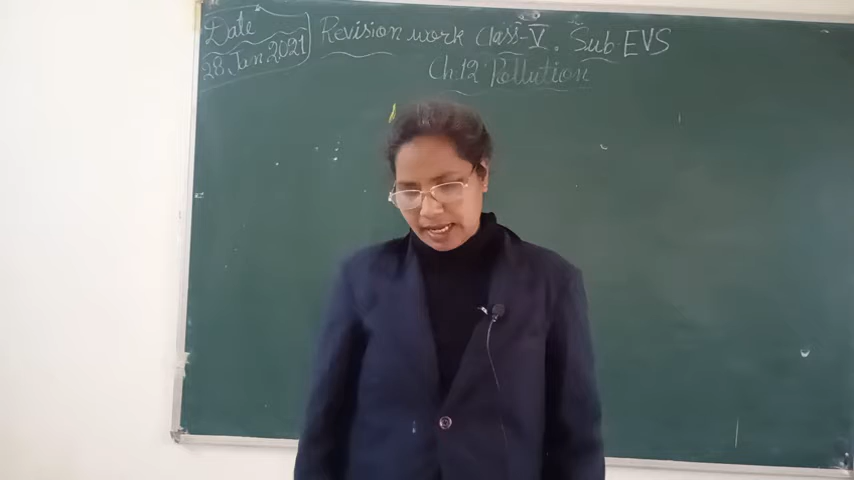 Date
28, Jan, 2021
Revision work Class-V. Sub: EVS
Ch:12 Pollution